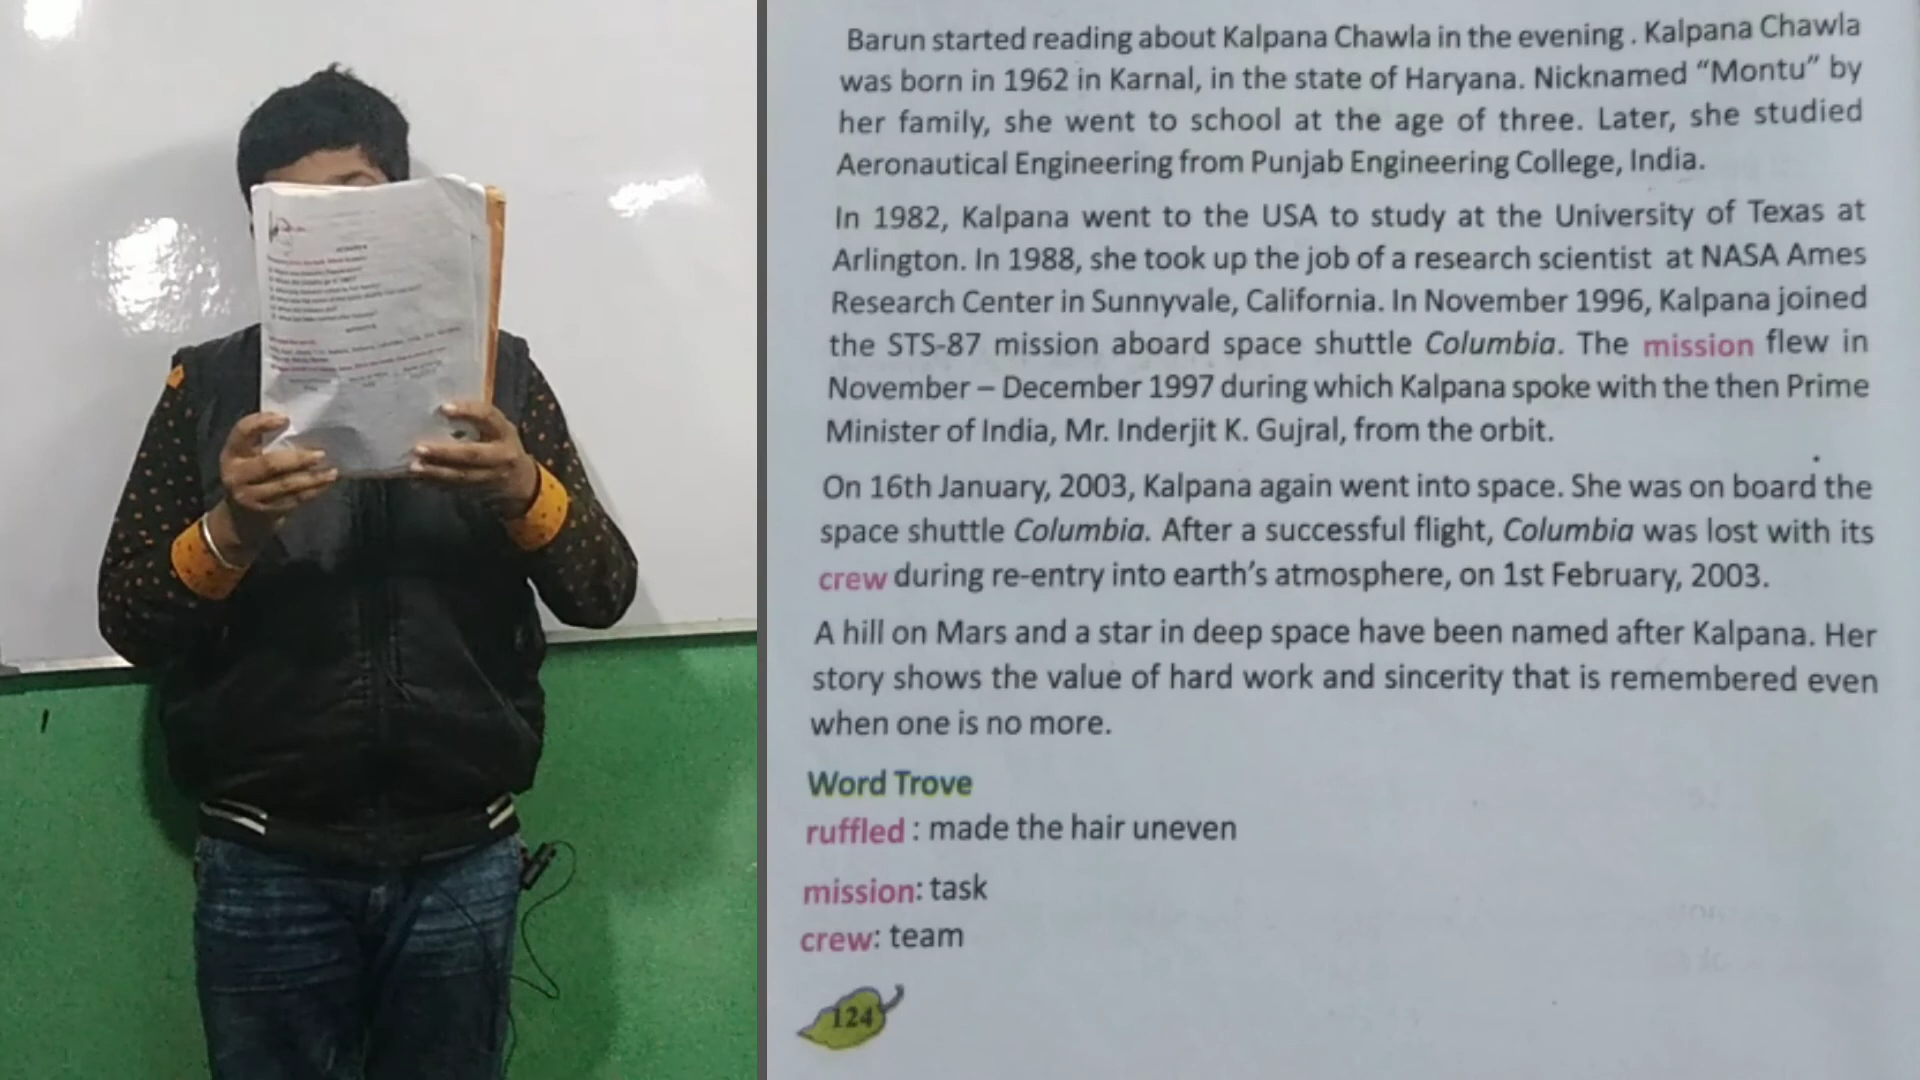 Barun started reading about Kalpana Chawla in the evening . Kalpana Chawla
was born in 1962 in Karnal, in the state of Haryana. Nicknamed “Montu” by
her family, she went to school at the age of three. Later, she studied
Aeronautical Engineering from Punjab Engineering College, India.
In 1982, Kalpana went to the USA to study at the University of Texas at
Arlington. In 1988, she took up the job of a research scientist at NASA Ames
Research Center in Sunnyvale, California. In November 1996, Kalpana joined
the STS-87 mission aboard space shuttle Columbia. The mission flew in
November – December 1997 during which Kalpana spoke with the then Prime
Minister of India, Mr. Inderjit K. Gujral, from the orbit.
On 16th January, 2003, Kalpana again went into space. She was on board the
space shuttle Columbia. After a successful flight, Columbia was lost with its
crew during re-entry into earth’s atmosphere, on 1st February, 2003.
A hill on Mars and a star in deep space have been named after Kalpana. Her
story shows the value of hard work and sincerity that is remembered even
when one is no more.
Word Trove
ruffled : made the hair uneven
mission: task
crew: team
124